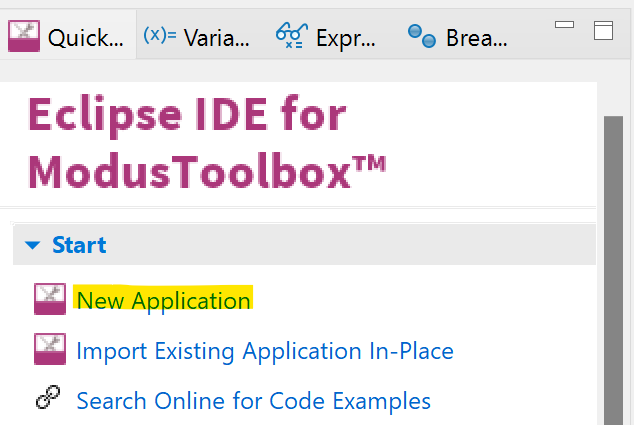 Quick... (x)= Varia... Expr... Brea...
Eclipse IDE for
ModusToolbox™
Start
New Application
Import Existing Application In-Place
Search Online for Code Examples